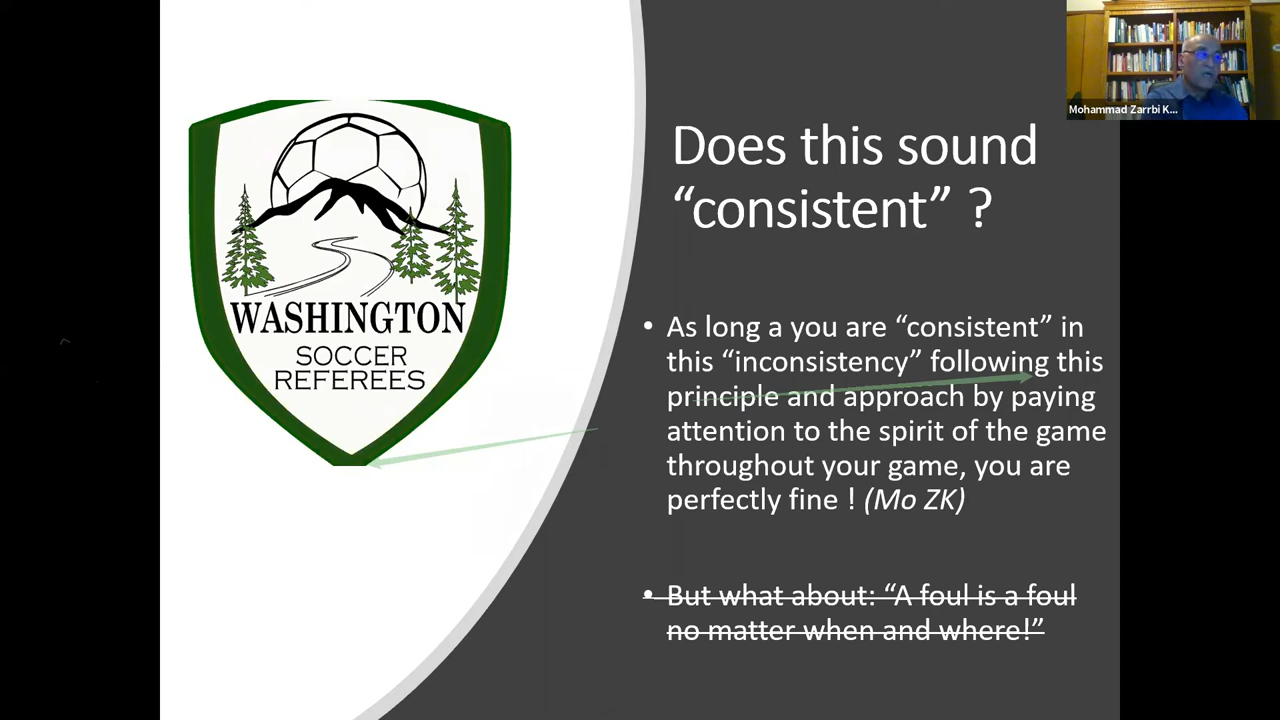 Mohammad Zarrbi K...
Does this sound
“consistent” ?
WASHINGTON
SOCCER
REFEREES
• As long a you are “consistent” in
this “inconsistency” following this
principle and approach by paying
attention to the spirit of the game
throughout your game, you are
perfectly fine ! (Mo ZK)
• But what about: “A foul is a foul
no matter when and where!”